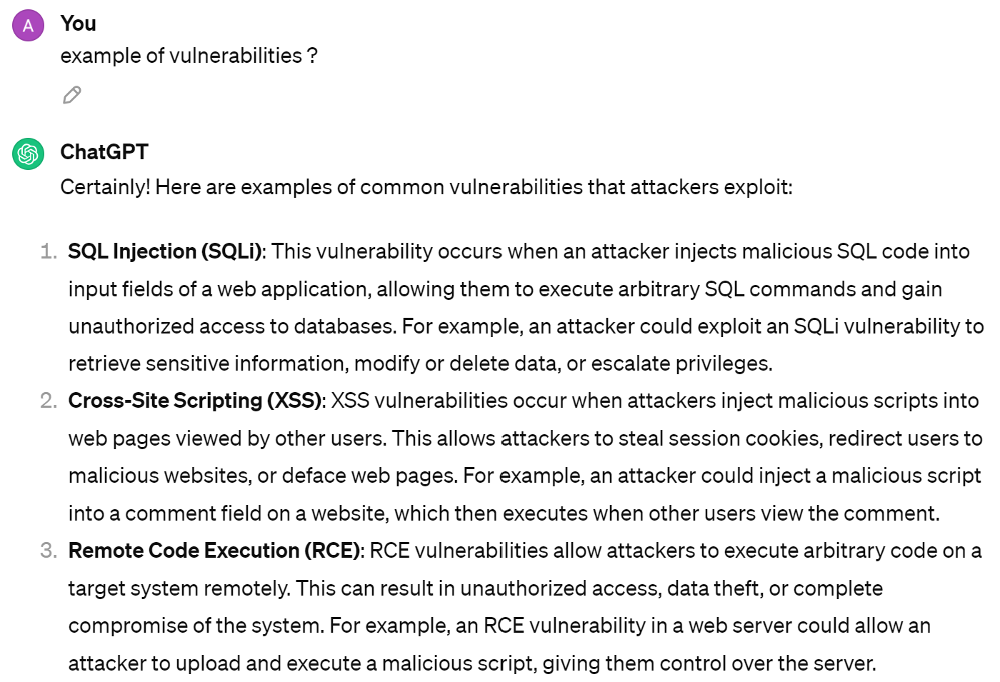 A
You
example of vulnerabilities ?
ChatGPT
Certainly! Here are examples of common vulnerabilities that attackers exploit:
1. SQL Injection (SQLi): This vulnerability occurs when an attacker injects malicious SQL code into
input fields of a web application, allowing them to execute arbitrary SQL commands and gain
unauthorized access to databases. For example, an attacker could exploit an SQLi vulnerability to
retrieve sensitive information, modify or delete data, or escalate privileges.
2. Cross-Site Scripting (XSS): XSS vulnerabilities occur when attackers inject malicious scripts into
web pages viewed by other users. This allows attackers to steal session cookies, redirect users to
malicious websites, or deface web pages. For example, an attacker could inject a malicious script
into a comment field on a website, which then executes when other users view the comment.
3. Remote Code Execution (RCE): RCE vulnerabilities allow attackers to execute arbitrary code on a
target system remotely. This can result in unauthorized access, data theft, or complete
compromise of the system. For example, an RCE vulnerability in a web server could allow an
attacker to upload and execute a malicious script, giving them control over the server.